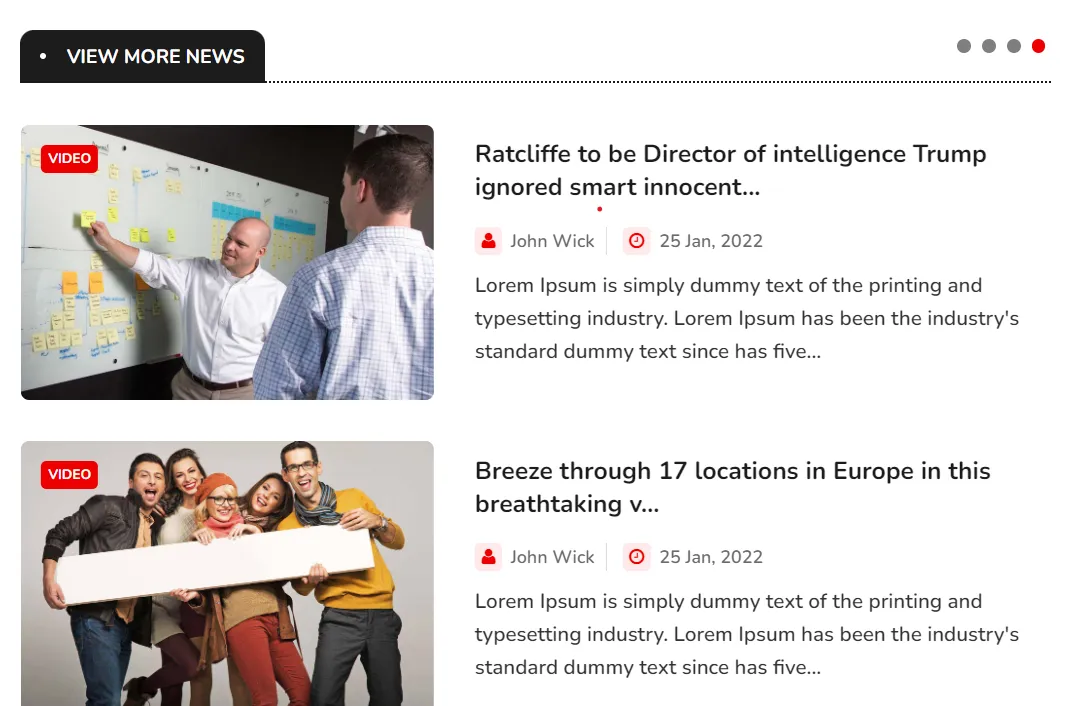 VIEW MORE NEWS
VIDEO
Ratcliffe to be Director of intelligence Trump
ignored smart innocent...
John Wick
25 Jan, 2022
Lorem Ipsum is simply dummy text of the printing and
typesetting industry. Lorem Ipsum has been the industry's
standard dummy text since has five...
VIDEO
Breeze through 17 locations in Europe in this
breathtaking v...
John Wick
25 Jan, 2022
Lorem Ipsum is simply dummy text of the printing and
typesetting industry. Lorem Ipsum has been the industry's
standard dummy text since has five...